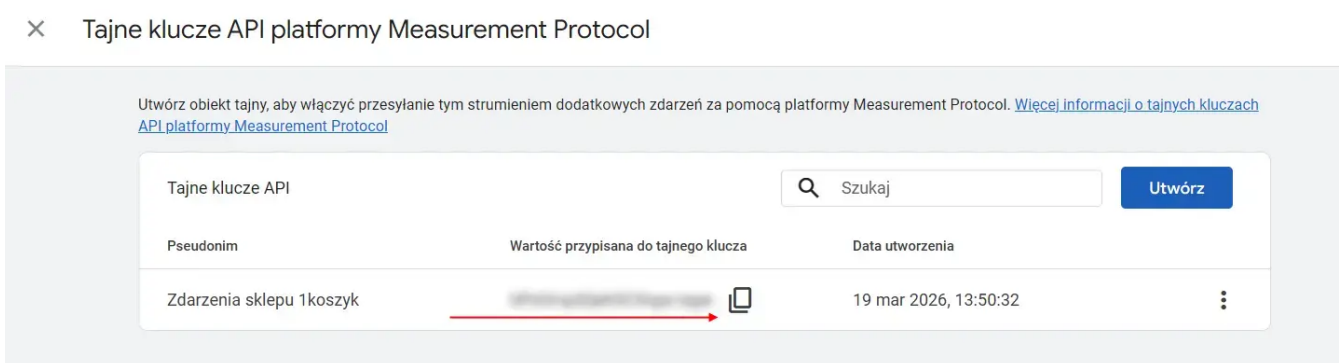 Tajne klucze API platformy Measurement Protocol
Utwórz obiekt tajny, aby włączyć przesyłanie tym strumieniem dodatkowych zdarzeń za pomocą platformy Measurement Protocol. Więcej informacji o tajnych kluczach
API platformy Measurement Protocol
Tajne klucze API
Szukaj
Utwórz
Pseudonim
Wartość przypisana do tajnego klucza
Data utworzenia
Zdarzenia sklepu 1koszyk
19 mar 2026, 13:50:32